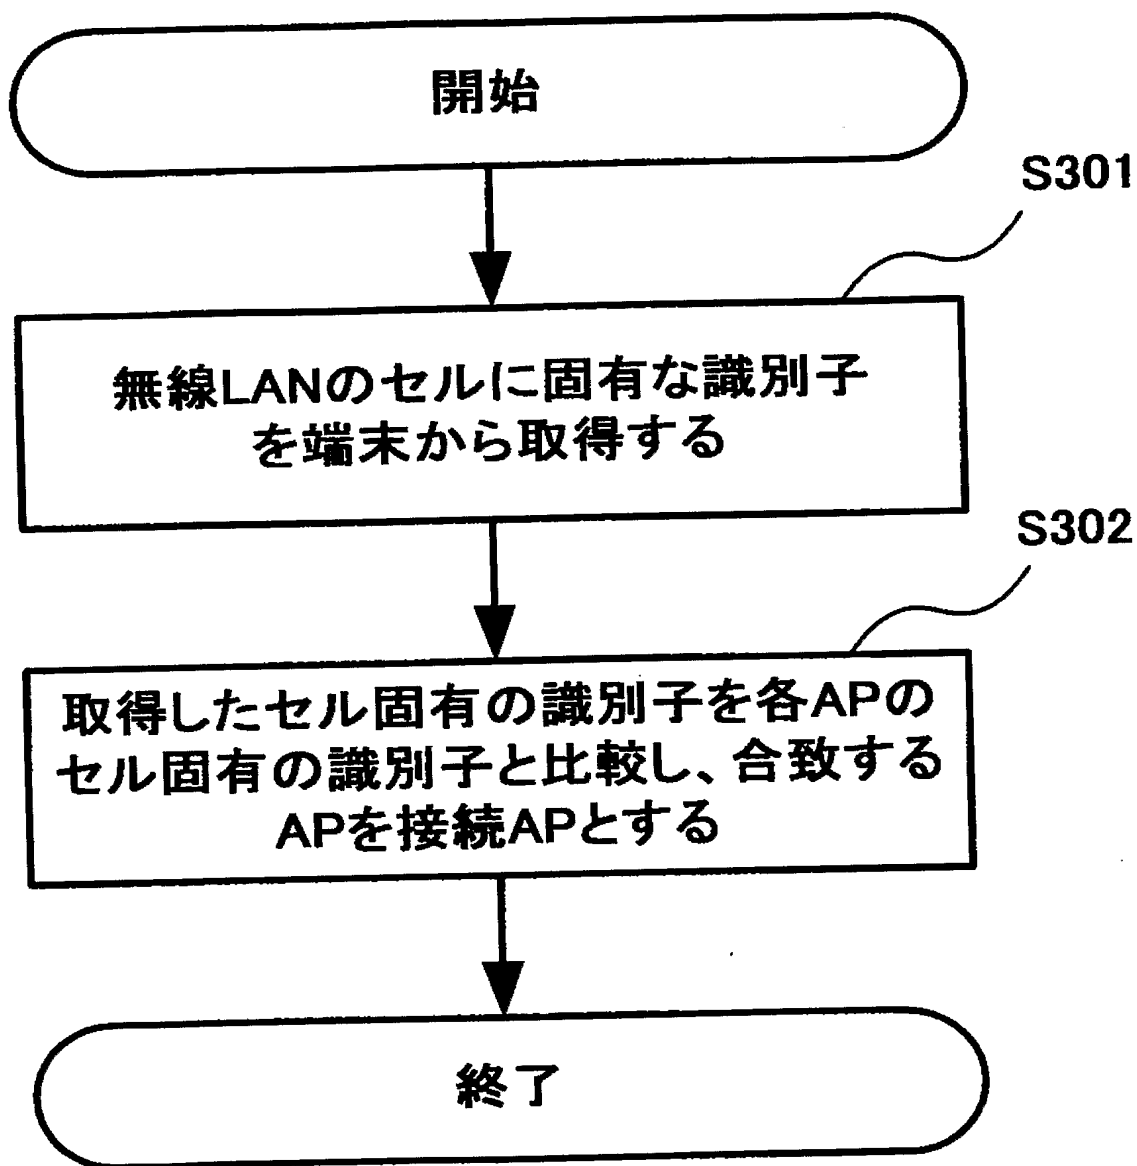 開始
S301
無線LANのセルに固有な識別子
を端末から取得する
S302
取得したセル固有の識別子を各APの
セル固有の識別子と比較し、合致する
APを接続APとする
終了